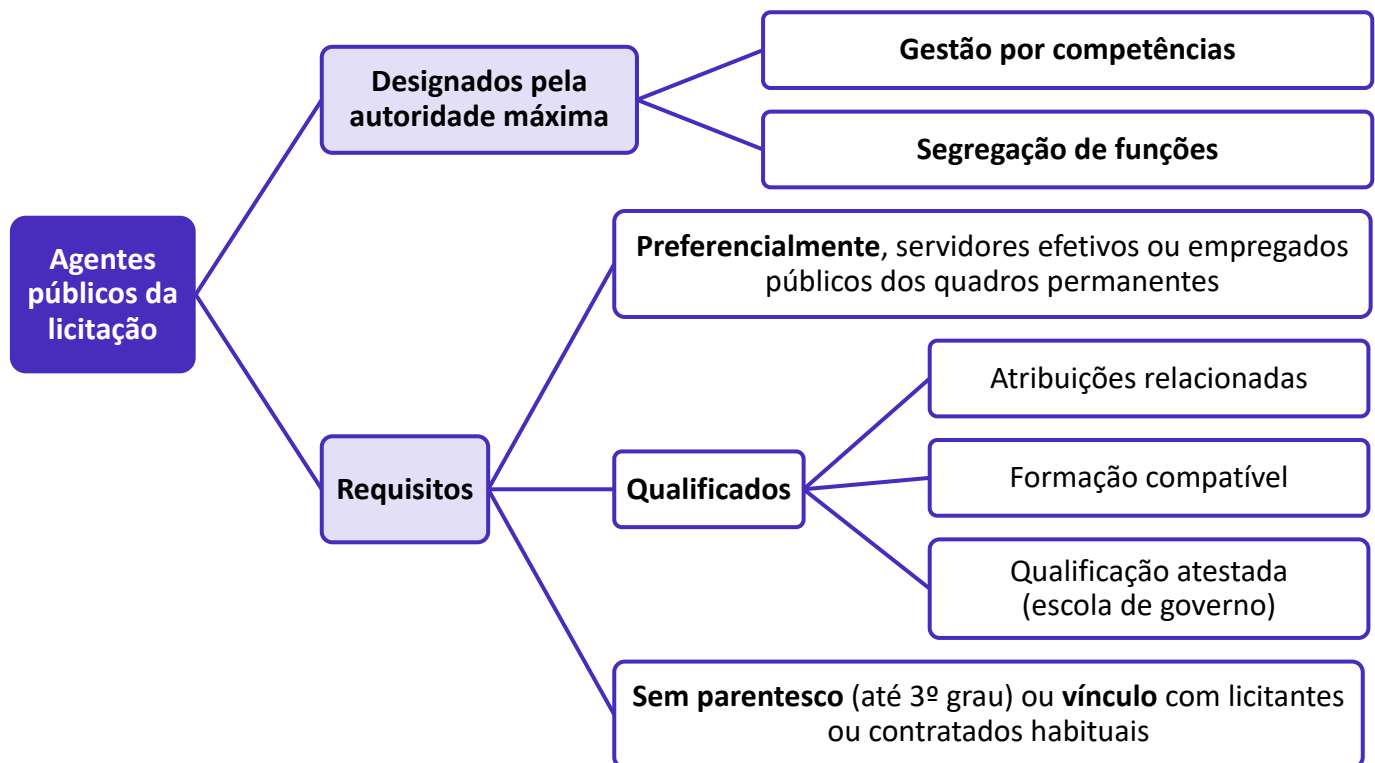 Agentes
públicos da
licitação
Designados pela
autoridade máxima
Gestão por competências
Segregação de funções
Requisitos
Preferencialmente, servidores efetivos ou empregados
públicos dos quadros permanentes
Qualificados
Atribuições relacionadas
Formação compatível
Qualificação atestada
(escola de governo)
Sem parentesco (até 3º grau) ou vínculo com licitantes
ou contratados habituais